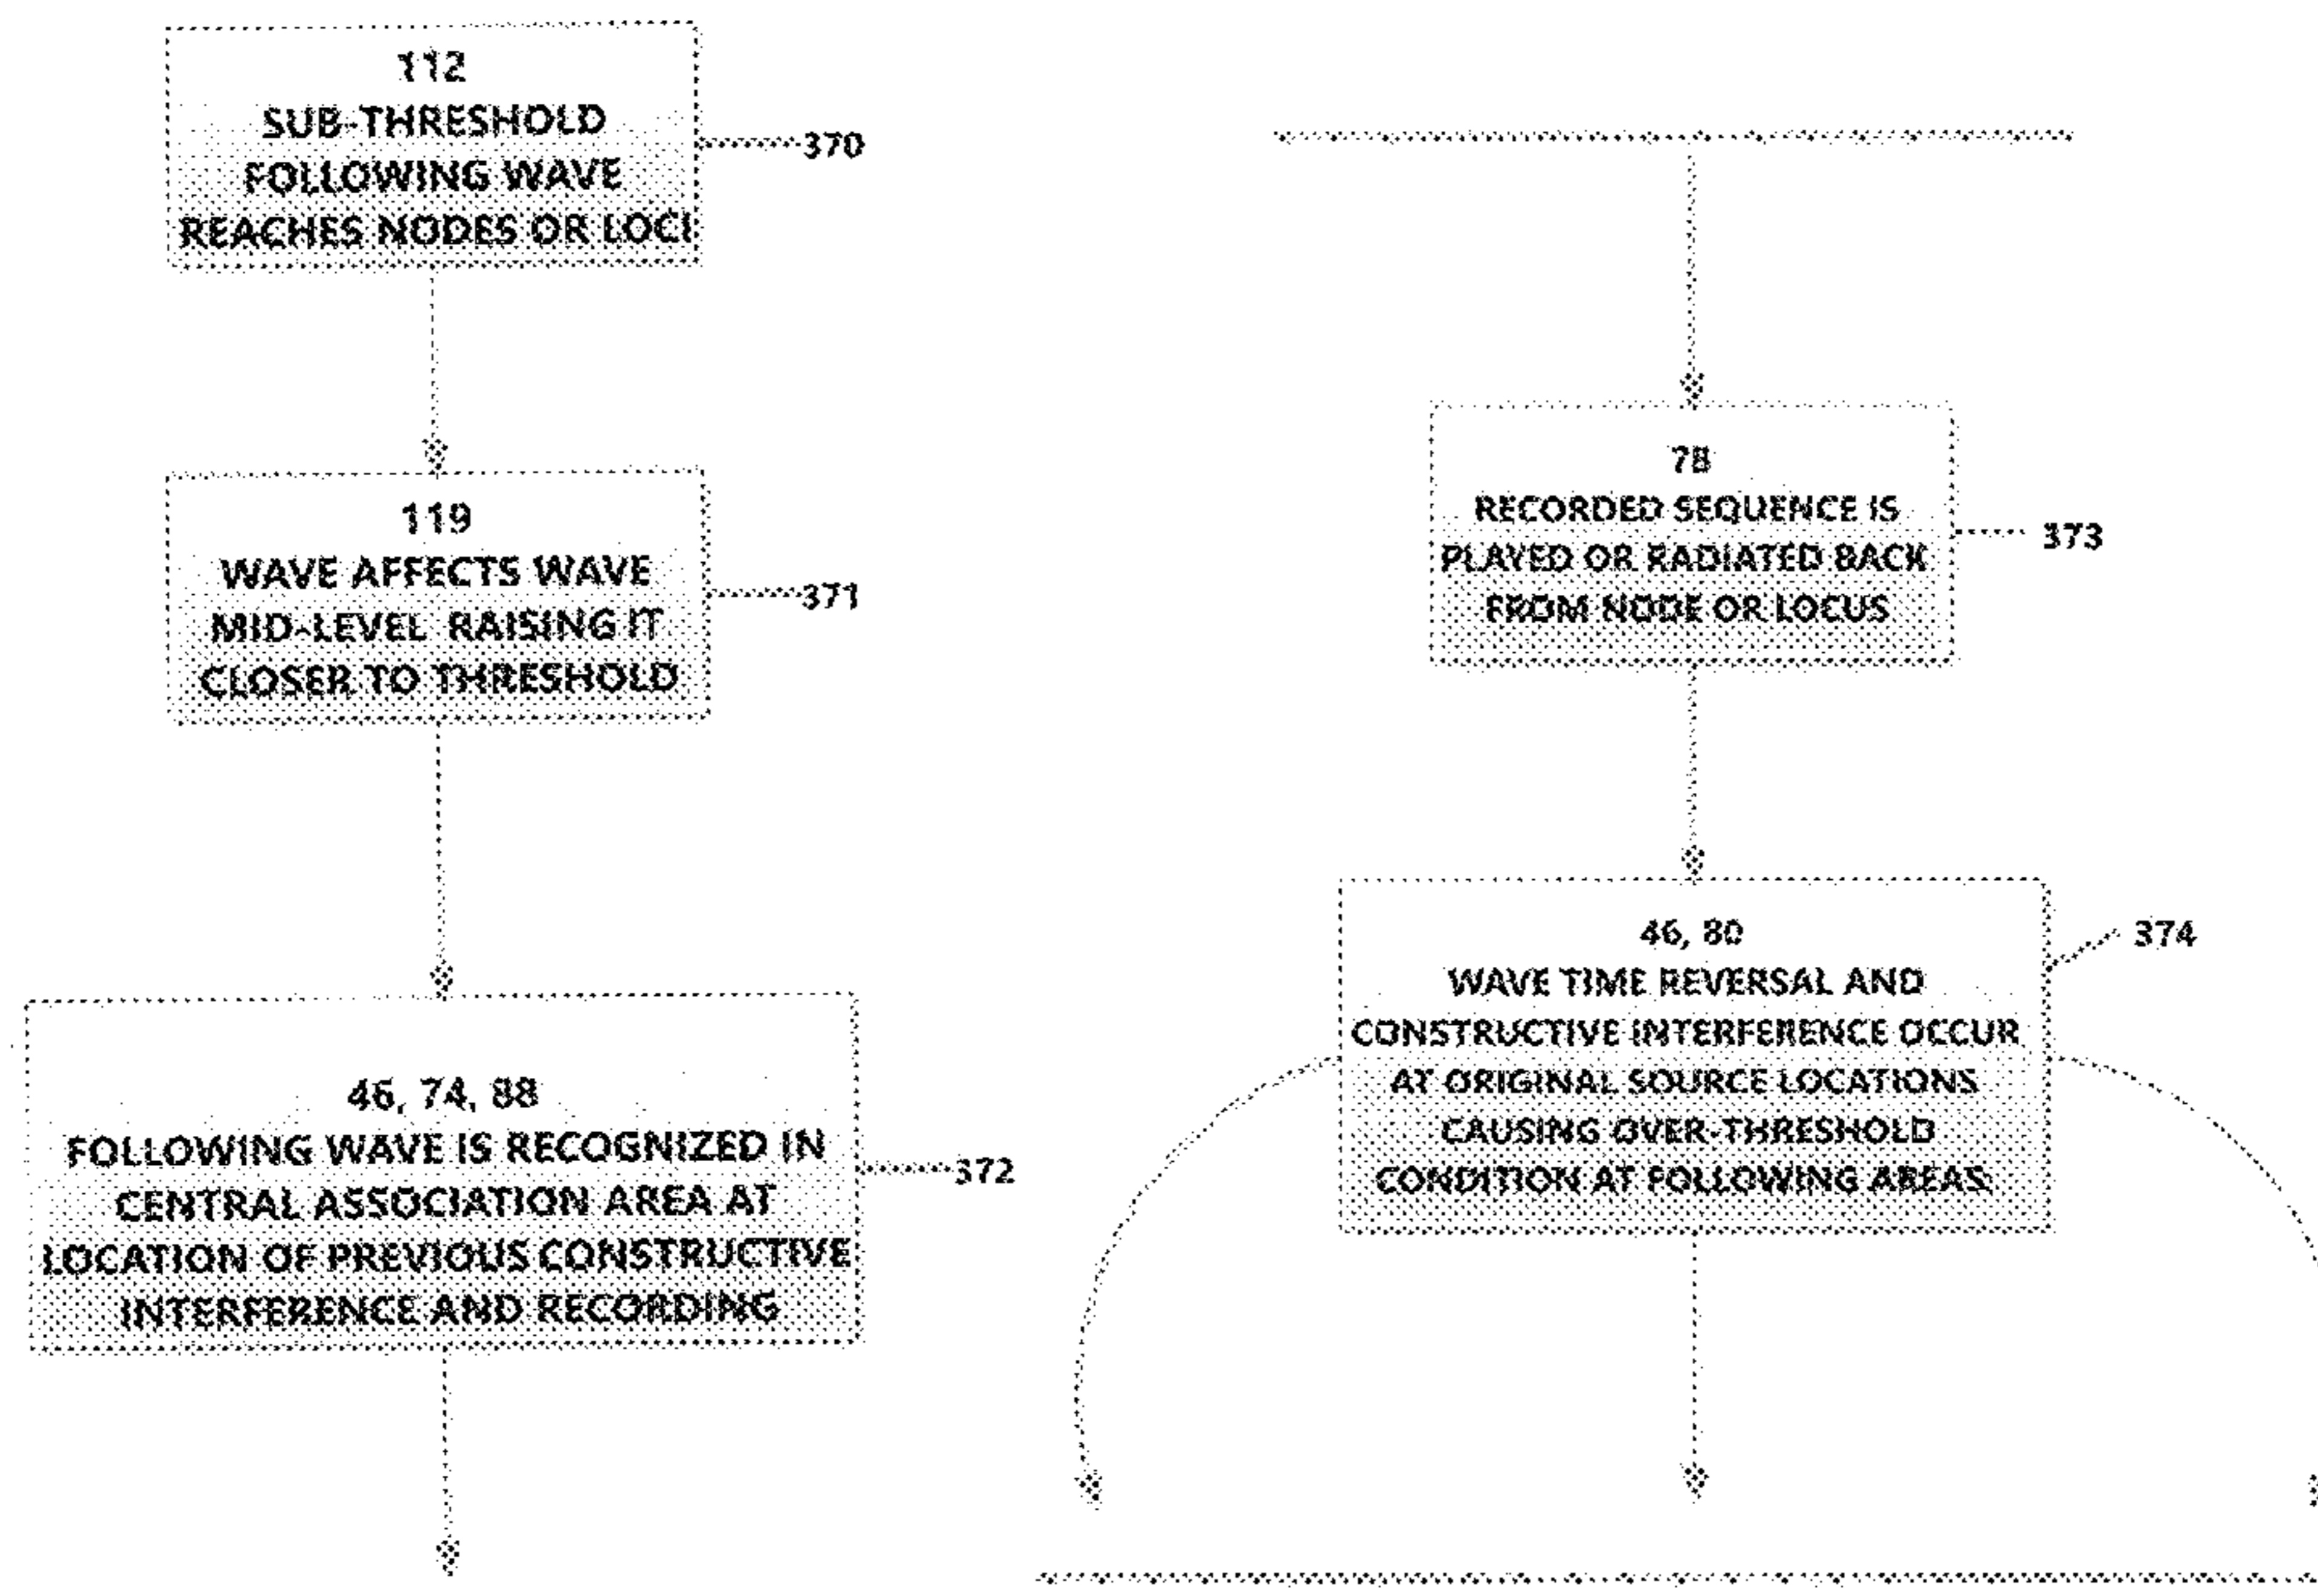 112
SUB-THRESHOLD
FOLLOWING WAVE
REACHES NODES OR LOCI
370
119
WAVE AFFECTS WAVE
MID-LEVEL RAISING IT
CLOSER TO THRESHOLD
371
46, 74, 88
FOLLOWING WAVE IS RECOGNIZED IN
CENTRAL ASSOCIATION AREA AT
LOCATION OF PREVIOUS CONSTRUCTIVE
INTERFERENCE AND RECORDING
372
78
RECORDED SEQUENCE IS
PLAYED OR RADIATED BACK
FROM NODE OR LOCUS
373
46, 80
WAVE TIME REVERSAL AND
CONSTRUCTIVE INTERFERENCE OCCUR
AT ORIGINAL SOURCE LOCATIONS
CAUSING OVER-THRESHOLD
CONDITION AT FOLLOWING AREAS
374